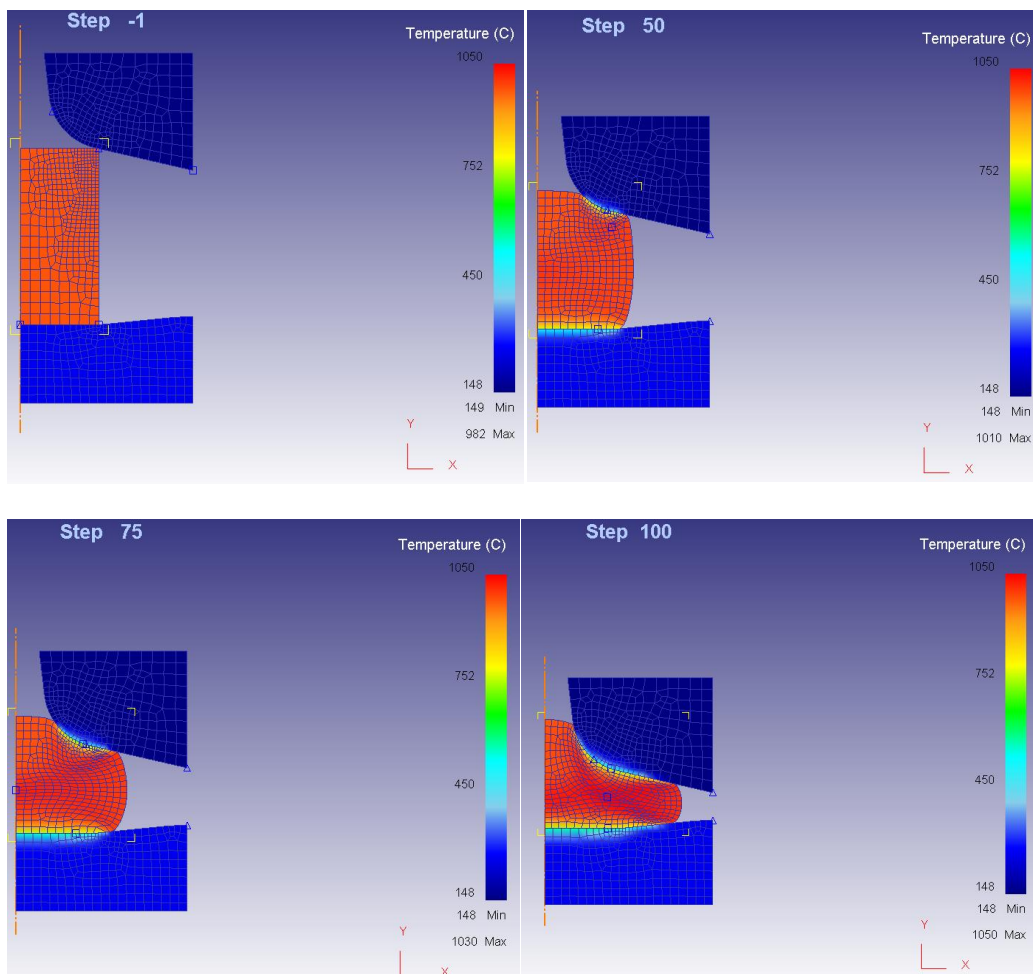 Step -1
Temperature (C)
1050
752
450
148
149 Min
982 Max
Y
X
Step 50
Temperature (C)
1050
752
450
148
148 Min
1010 Max
Y
X
Step 75
Temperature (C)
1050
752
450
148
148 Min
1030 Max
Y
X
Step 100
Temperature (C)
1050
752
450
148
148 Min
1050 Max
Y
X